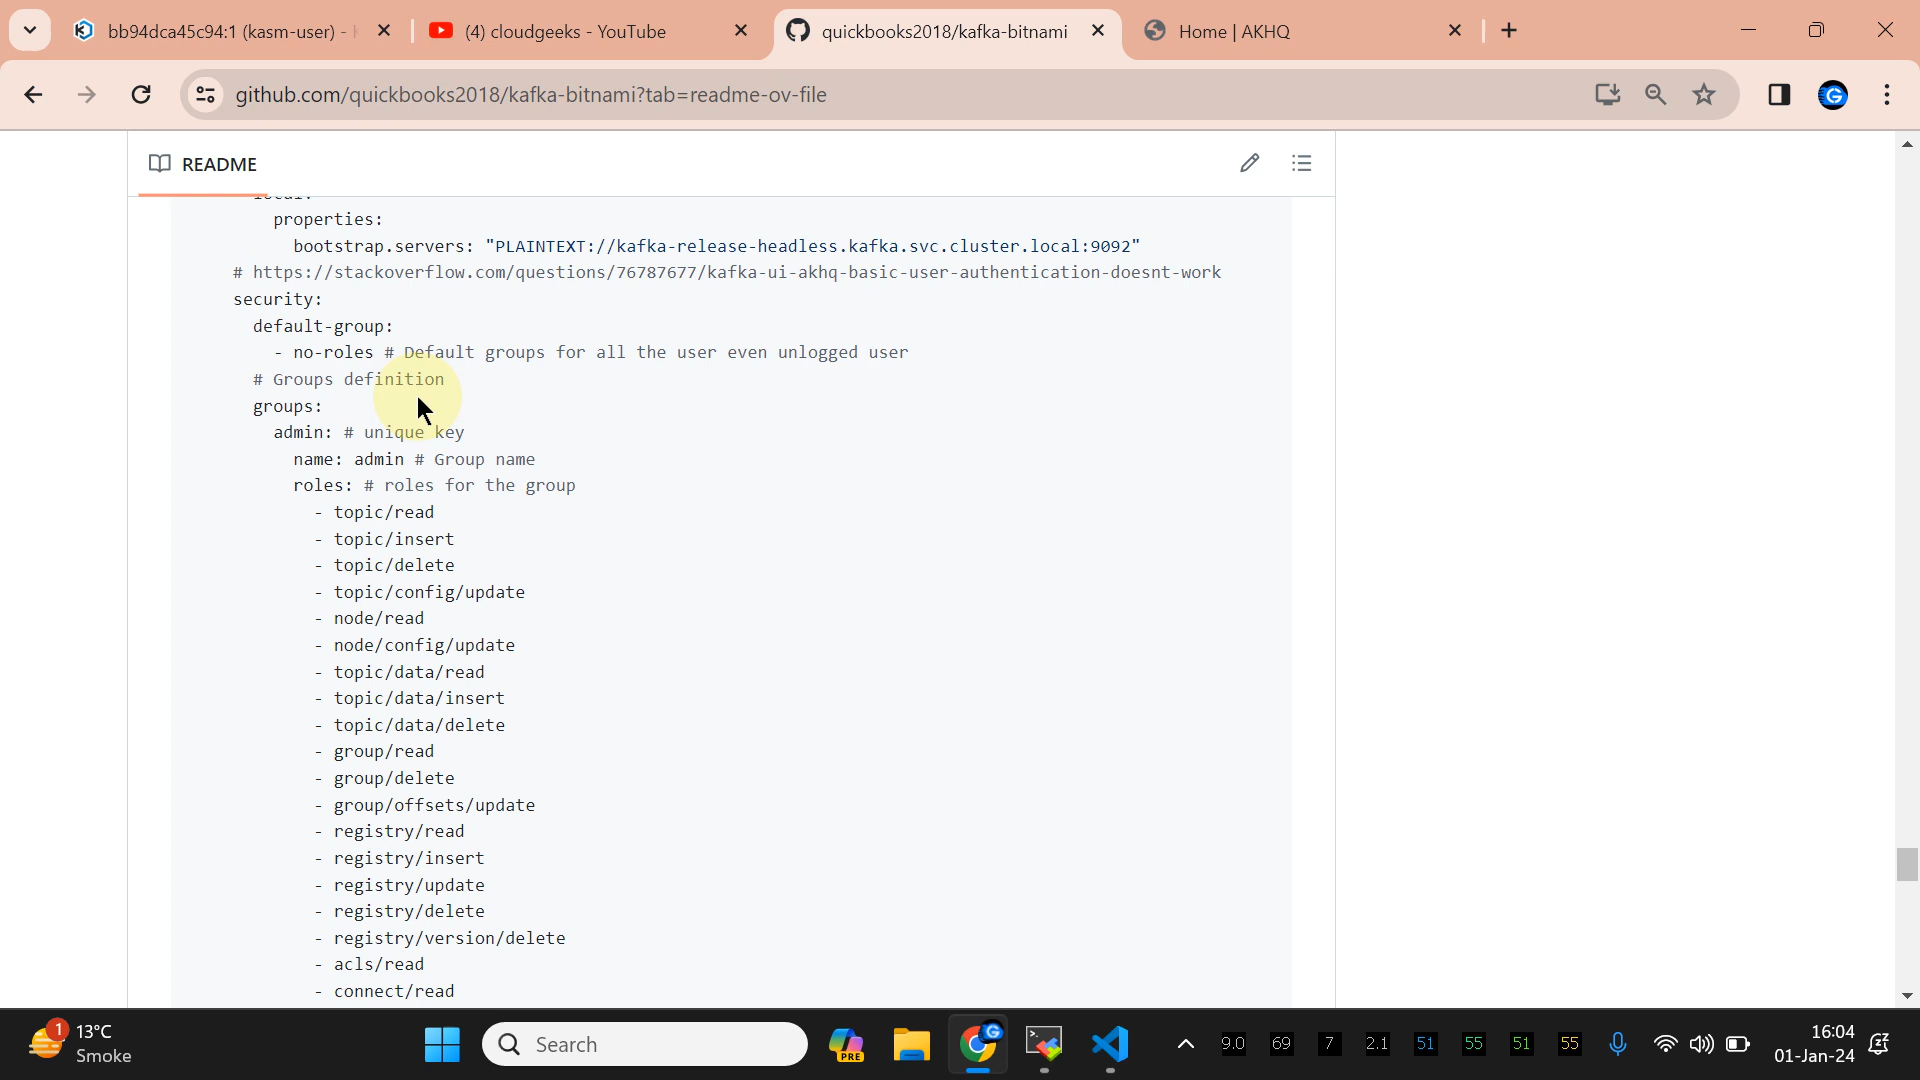 bb94dca45c94:1 (kasm-user) -
(4) cloudgeeks - YouTube
quickbooks2018/kafka-bitnami
Home | AKHQ
github.com/quickbooks2018/kafka-bitnami?tab=readme-ov-file
README
local:
properties:
bootstrap.servers: "PLAINTEXT://kafka-release-headless.kafka.svc.cluster.local:9092"
# https://stackoverflow.com/questions/76787677/kafka-ui-akhq-basic-user-authentication-doesnt-work
security:
default-group:
- no-roles # Default groups for all the user even unlogged user
# Groups definition
groups:
admin: # unique key
name: admin # Group name
roles: # roles for the group
- topic/read
- topic/insert
- topic/delete
- topic/config/update
- node/read
- node/config/update
- topic/data/read
- topic/data/insert
- topic/data/delete
- group/read
- group/delete
- group/offsets/update
- registry/read
- registry/insert
- registry/update
- registry/delete
- registry/version/delete
- acls/read
- connect/read
1
13°C
Smoke
Search
PRE
9.0
69
7
2.1
51
55
51
55
16:04
01-Jan-24